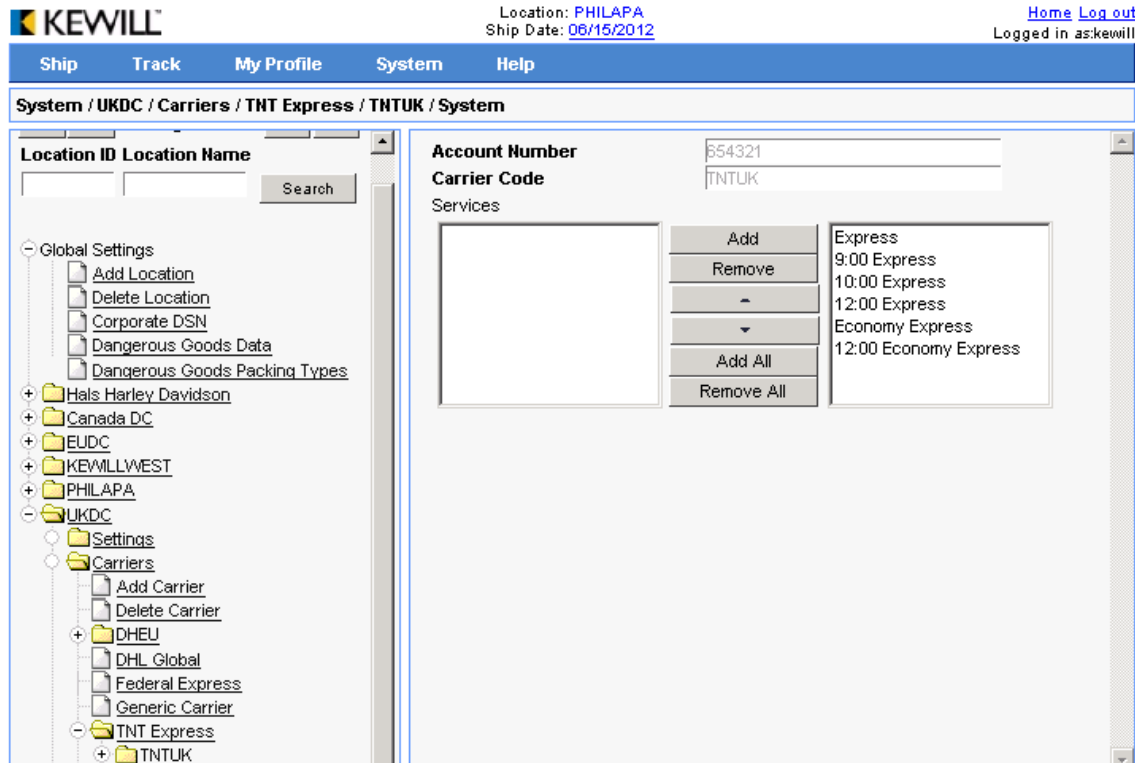 KEWILL
Location: PHILAPA
Ship Date: 06/15/2012
Home Log out
Logged in as:kewill
Ship Track My Profile System Help
System / UKDC / Carriers / TNT Express / TNTUK / System
Location ID Location Name
Search
Global Settings
Add Location
Delete Location
Corporate DSN
Dangerous Goods Data
Dangerous Goods Packing Types
Hals Harley Davidson
Canada DC
EUDC
KEWILLWEST
PHILAPA
UKDC
Settings
Carriers
Add Carrier
Delete Carrier
DHEU
DHL Global
Federal Express
Generic Carrier
TNT Express
TNTUK
Account Number 654321
Carrier Code TNTUK
Services
Add
Remove
Add All
Remove All
Express
9:00 Express
10:00 Express
12:00 Express
Economy Express
12:00 Economy Express